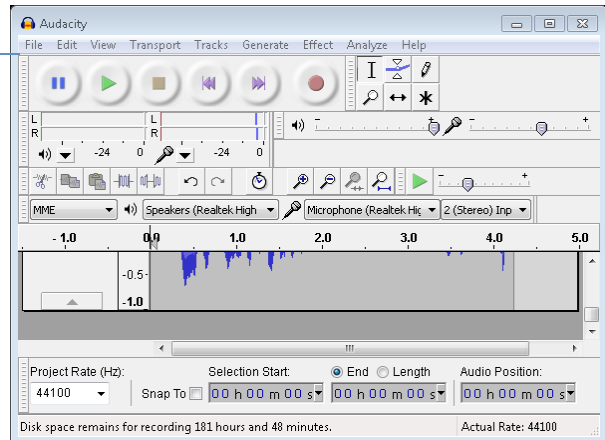 Audacity
File Edit View Transport Tracks Generate Effect Analyze Help
L L
R R
-24 0 -24 0
- + - +
- +
MME Speakers (Realtek High Microphone (Realtek Hig 2 (Stereo) Inp
- 1.0 0.0 1.0 2.0 3.0 4.0 5.0
-0.5
-1.0
Project Rate (Hz): Selection Start: End Length Audio Position:
44100 Snap To 00 h 00 m 00 s 00 h 00 m 00 s 00 h 00 m 00 s
Disk space remains for recording 181 hours and 48 minutes. Actual Rate: 44100